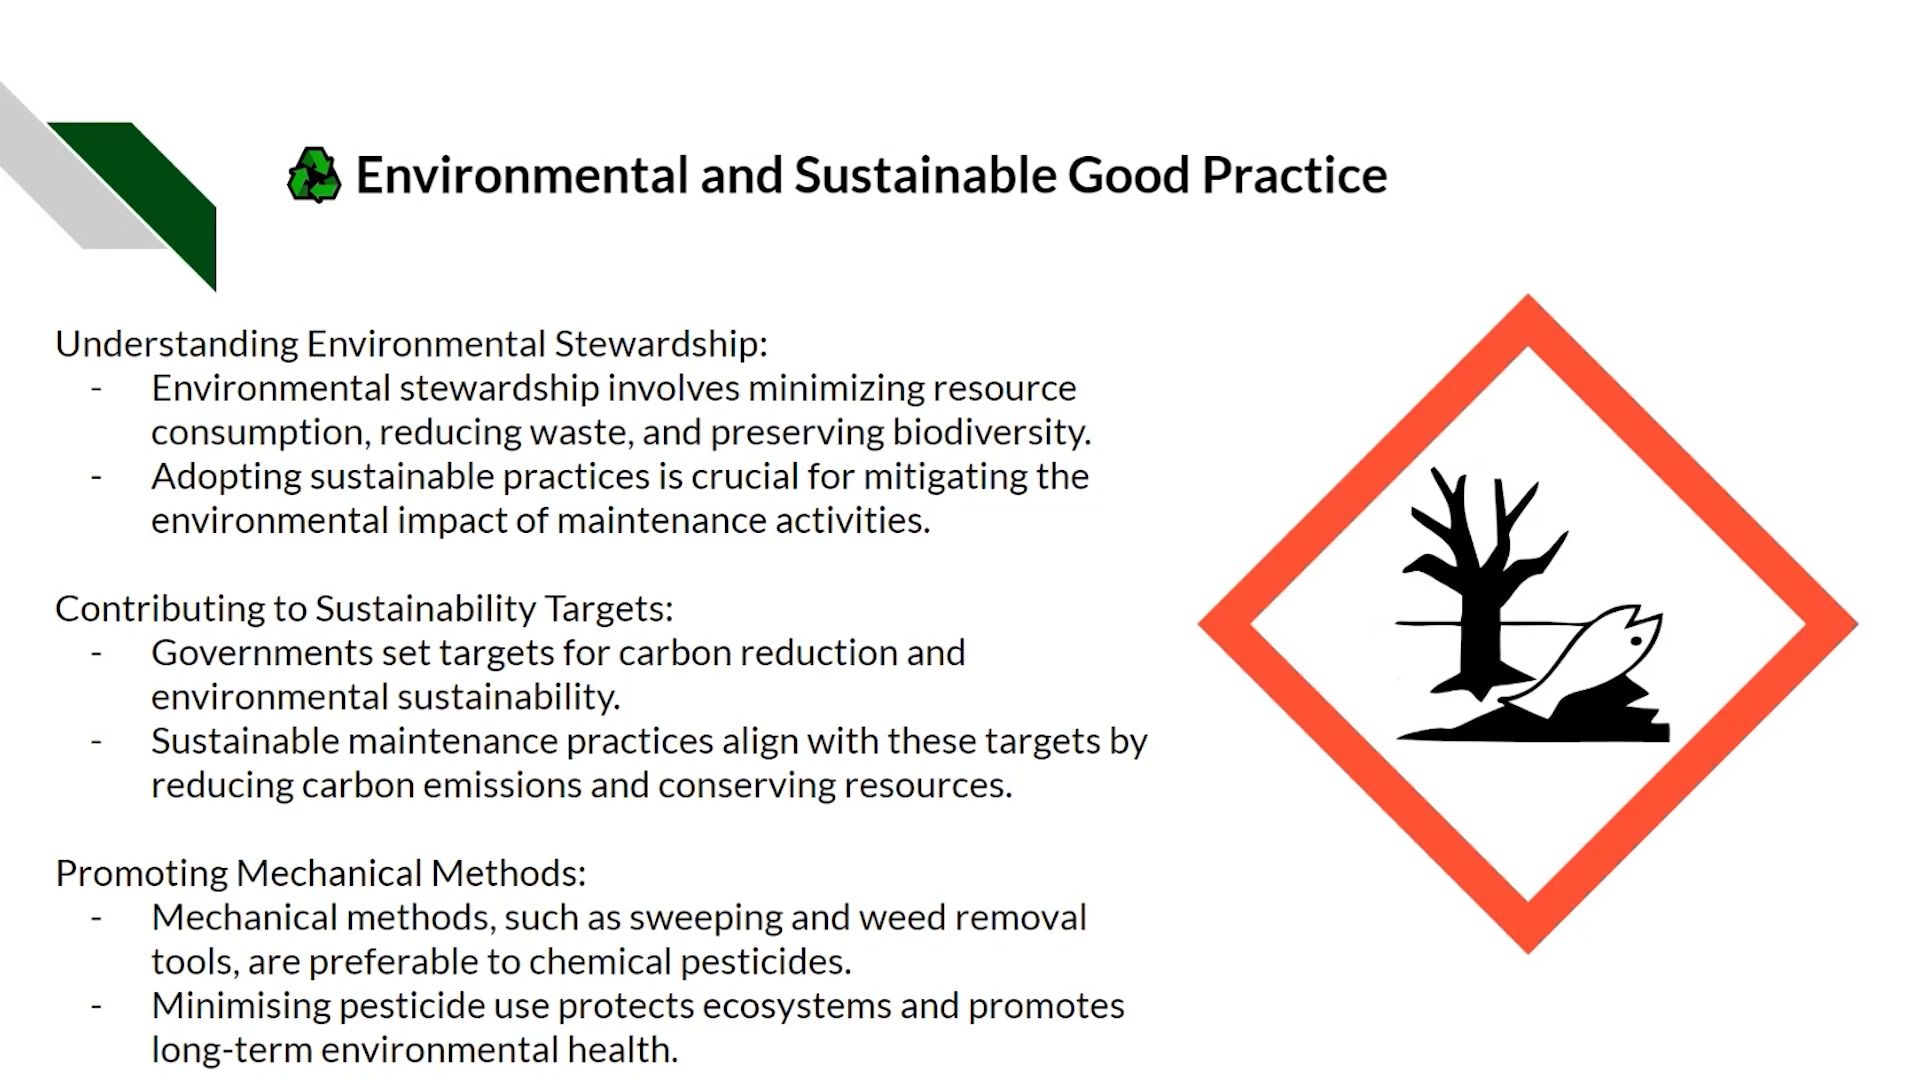 Environmental and Sustainable Good Practice
Understanding Environmental Stewardship:
- Environmental stewardship involves minimizing resource
consumption, reducing waste, and preserving biodiversity.
- Adopting sustainable practices is crucial for mitigating the
environmental impact of maintenance activities.
Contributing to Sustainability Targets:
- Governments set targets for carbon reduction and
environmental sustainability.
- Sustainable maintenance practices align with these targets by
reducing carbon emissions and conserving resources.
Promoting Mechanical Methods:
- Mechanical methods, such as sweeping and weed removal
tools, are preferable to chemical pesticides.
- Minimising pesticide use protects ecosystems and promotes
long-term environmental health.